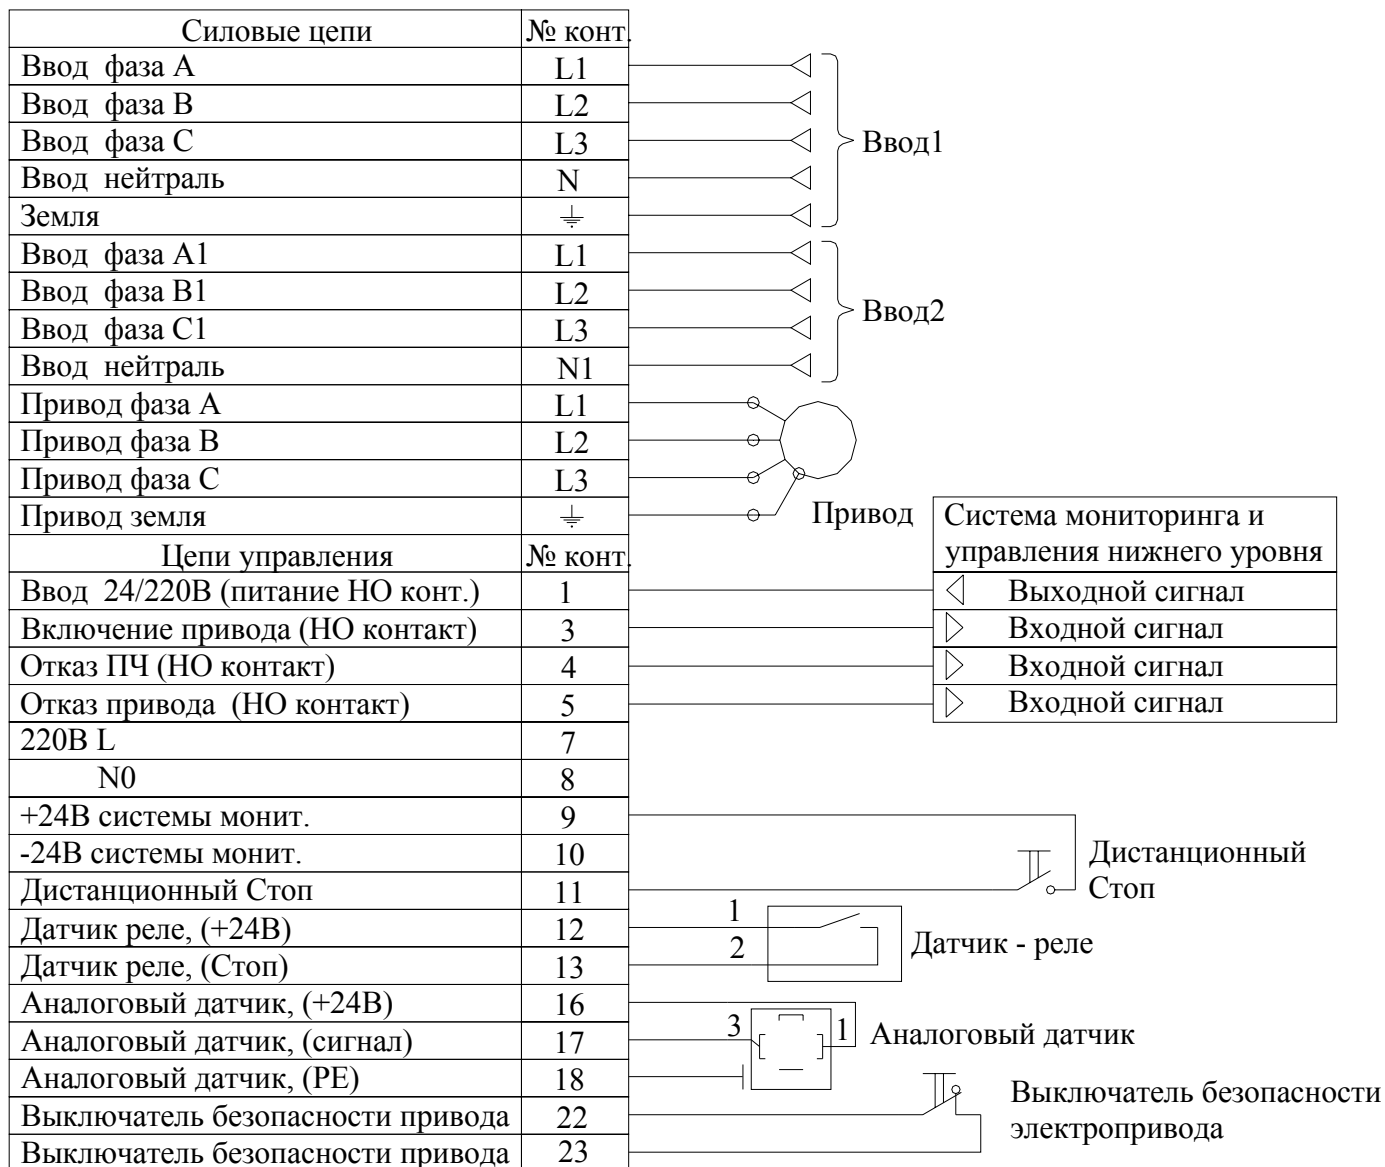 Силовые цепи № конт.
Ввод фаза А L1
Ввод фаза В L2
Ввод фаза С L3
Ввод1
Ввод нейтраль N
Земля
Ввод фаза А1 L1
Ввод фаза В1 L2
Ввод2
Ввод фаза С1 L3
Ввод нейтраль N1
Привод фаза А L1
Привод фаза В L2
Привод фаза С L3
Привод земля
Привод
Система мониторинга и
управления нижнего уровня
Цепи управления № конт.
Ввод 24/220В (питание НО конт.) 1 Выходной сигнал
Включение привода (НО контакт) 3 Входной сигнал
Отказ ПЧ (НО контакт) 4 Входной сигнал
Отказ привода (НО контакт) 5 Входной сигнал
220В L 7
N0 8
+24В системы монит. 9
-24В системы монит. 10
Дистанционный
Стоп
Дистанционный Стоп 11
Датчик реле, (+24В) 12 1
Датчик реле, (Стоп) 13 2
Датчик - реле
Аналоговый датчик, (+24В) 16
Аналоговый датчик, (сигнал) 17 3 1 Аналоговый датчик
Аналоговый датчик, (РЕ) 18
Выключатель безопасности привода 22
Выключатель безопасности
электропривода
Выключатель безопасности привода 23